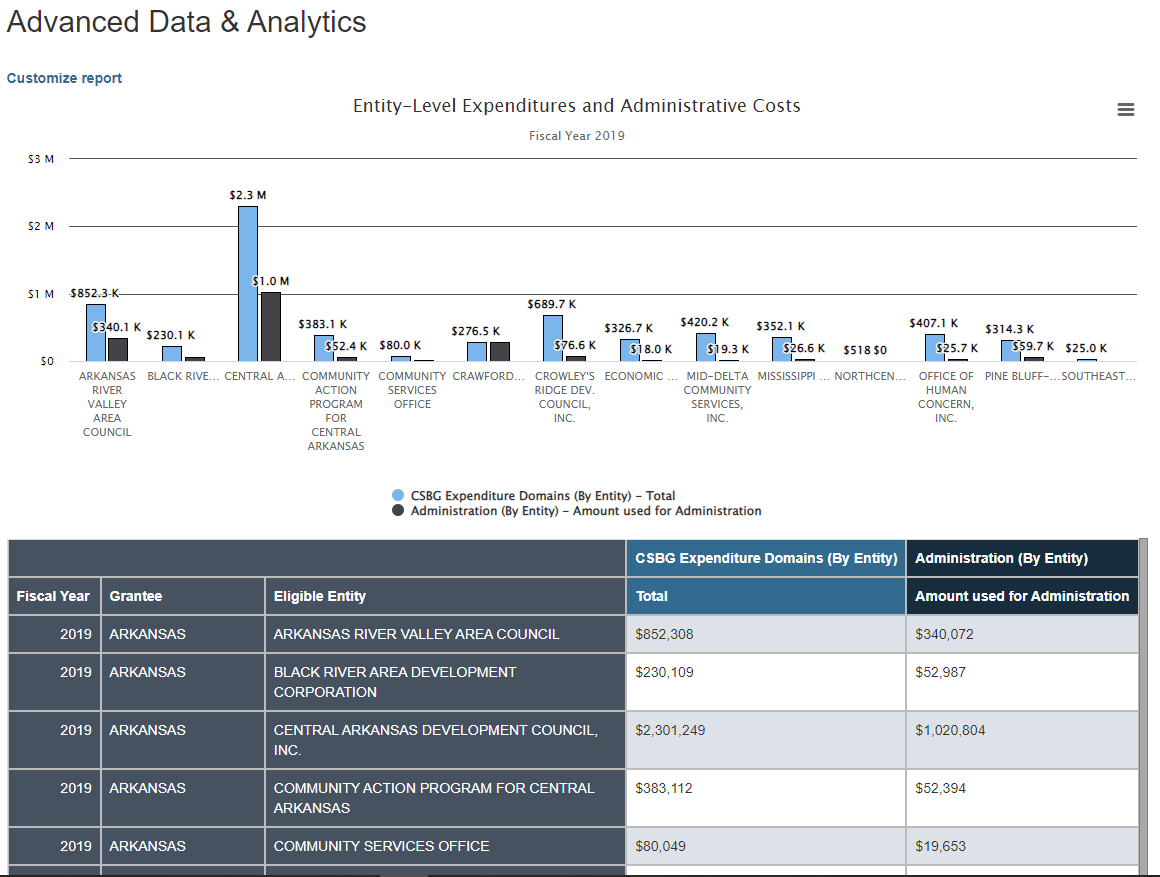 Advanced Data & Analytics
Customize report
Entity-Level Expenditures and Administrative Costs
Fiscal Year 2019
$3 M
$2 M
$1 M
$0
$852.3 K
$340.1 K
$230.1 K
$2.3 M
$1.0 M
$383.1 K
$52.4 K
$80.0 K
$276.5 K
$689.7 K
$76.6 K
$326.7 K
$18.0 K
$420.2 K
$19.3 K
$352.1 K
$26.6 K
$518 $0
$407.1 K
$25.7 K
$314.3 K
$59.7 K
$25.0 K
ARKANSAS
RIVER
VALLEY
AREA
COUNCIL
BLACK RIVE...
CENTRAL A...
COMMUNITY
ACTION
PROGRAM
FOR
CENTRAL
ARKANSAS
COMMUNITY
SERVICES
OFFICE
CRAWFORD...
CROWLEY'S
RIDGE DEV.
COUNCIL,
INC.
ECONOMIC ...
MID-DELTA
COMMUNITY
SERVICES,
INC.
MISSISSIPPI ...
NORTHCEN...
OFFICE OF
HUMAN
CONCERN,
INC.
PINE BLUFF-...
SOUTHEAST...
CSBG Expenditure Domains (By Entity) - Total
Administration (By Entity) - Amount used for Administration
CSBG Expenditure Domains (By Entity) Administration (By Entity)
Fiscal Year Grantee Eligible Entity Total Amount used for Administration
2019 ARKANSAS ARKANSAS RIVER VALLEY AREA COUNCIL $852,308 $340,072
2019 ARKANSAS BLACK RIVER AREA DEVELOPMENT $230,109 $52,987
CORPORATION
2019 ARKANSAS CENTRAL ARKANSAS DEVELOPMENT COUNCIL, $2,301,249 $1,020,804
INC.
2019 ARKANSAS COMMUNITY ACTION PROGRAM FOR CENTRAL $383,112 $52,394
ARKANSAS
2019 ARKANSAS COMMUNITY SERVICES OFFICE $80,049 $19,653